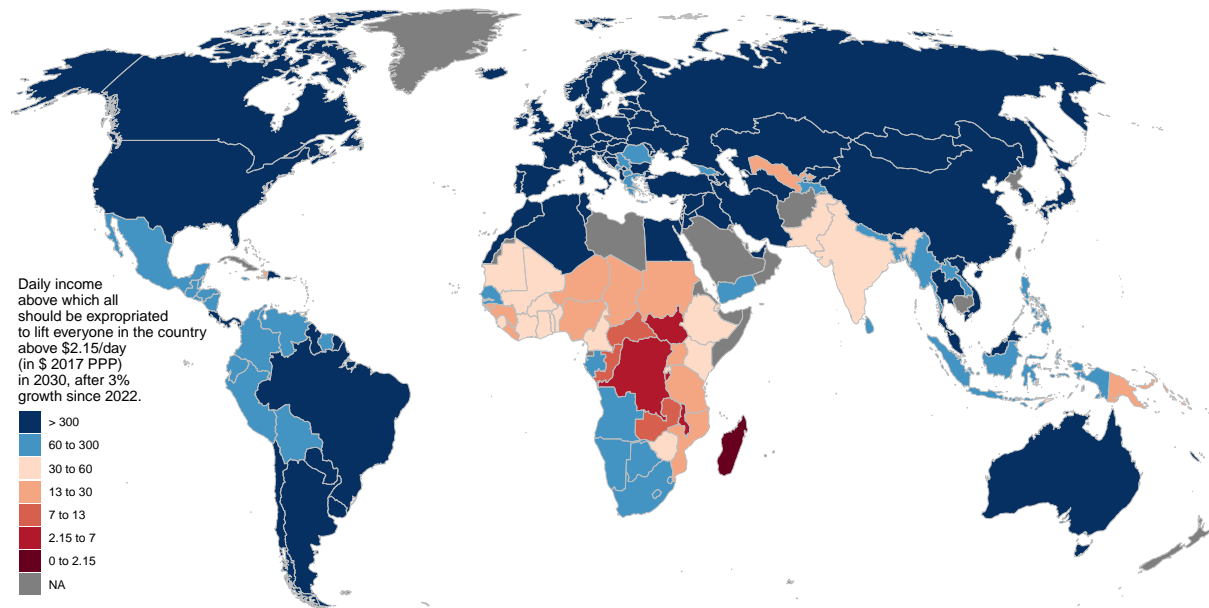 Daily income
above which all
should be expropriated
to lift everyone in the country
above $2.15/day
(in $ 2017 PPP)
in 2030, after 3%
growth since 2022.
> 300
60 to 300
30 to 60
13 to 30
7 to 13
2.15 to 7
0 to 2.15
NA